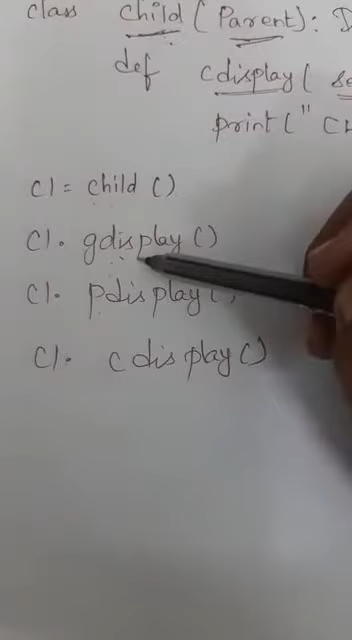 class child (Parent):
def cdisplay(
print("
c1 = child ()
c1. gdisplay ()
c1. pdisplay(
c1. cdisplay()